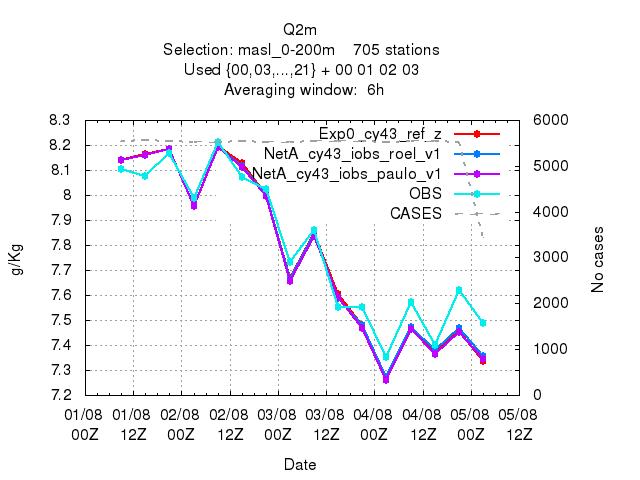 Q2m
Selection: masl_0-200m    705 stations
Used {00,03,...,21} + 00 01 02 03
Averaging window:  6h
8.3
8.2
8.1
8
7.9
7.8
7.7
7.6
7.5
7.4
7.3
7.2
g/Kg
Exp0_cy43_ref_z
NetA_cy43_iobs_roel_v1
NetA_cy43_iobs_paulo_v1
OBS
CASES
6000
5000
4000
3000
2000
1000
0
No cases
01/08 01/08 02/08 02/08 03/08 03/08 04/08 04/08 05/08 05/08
00Z 12Z 00Z 12Z 00Z 12Z 00Z 12Z 00Z 12Z
Date